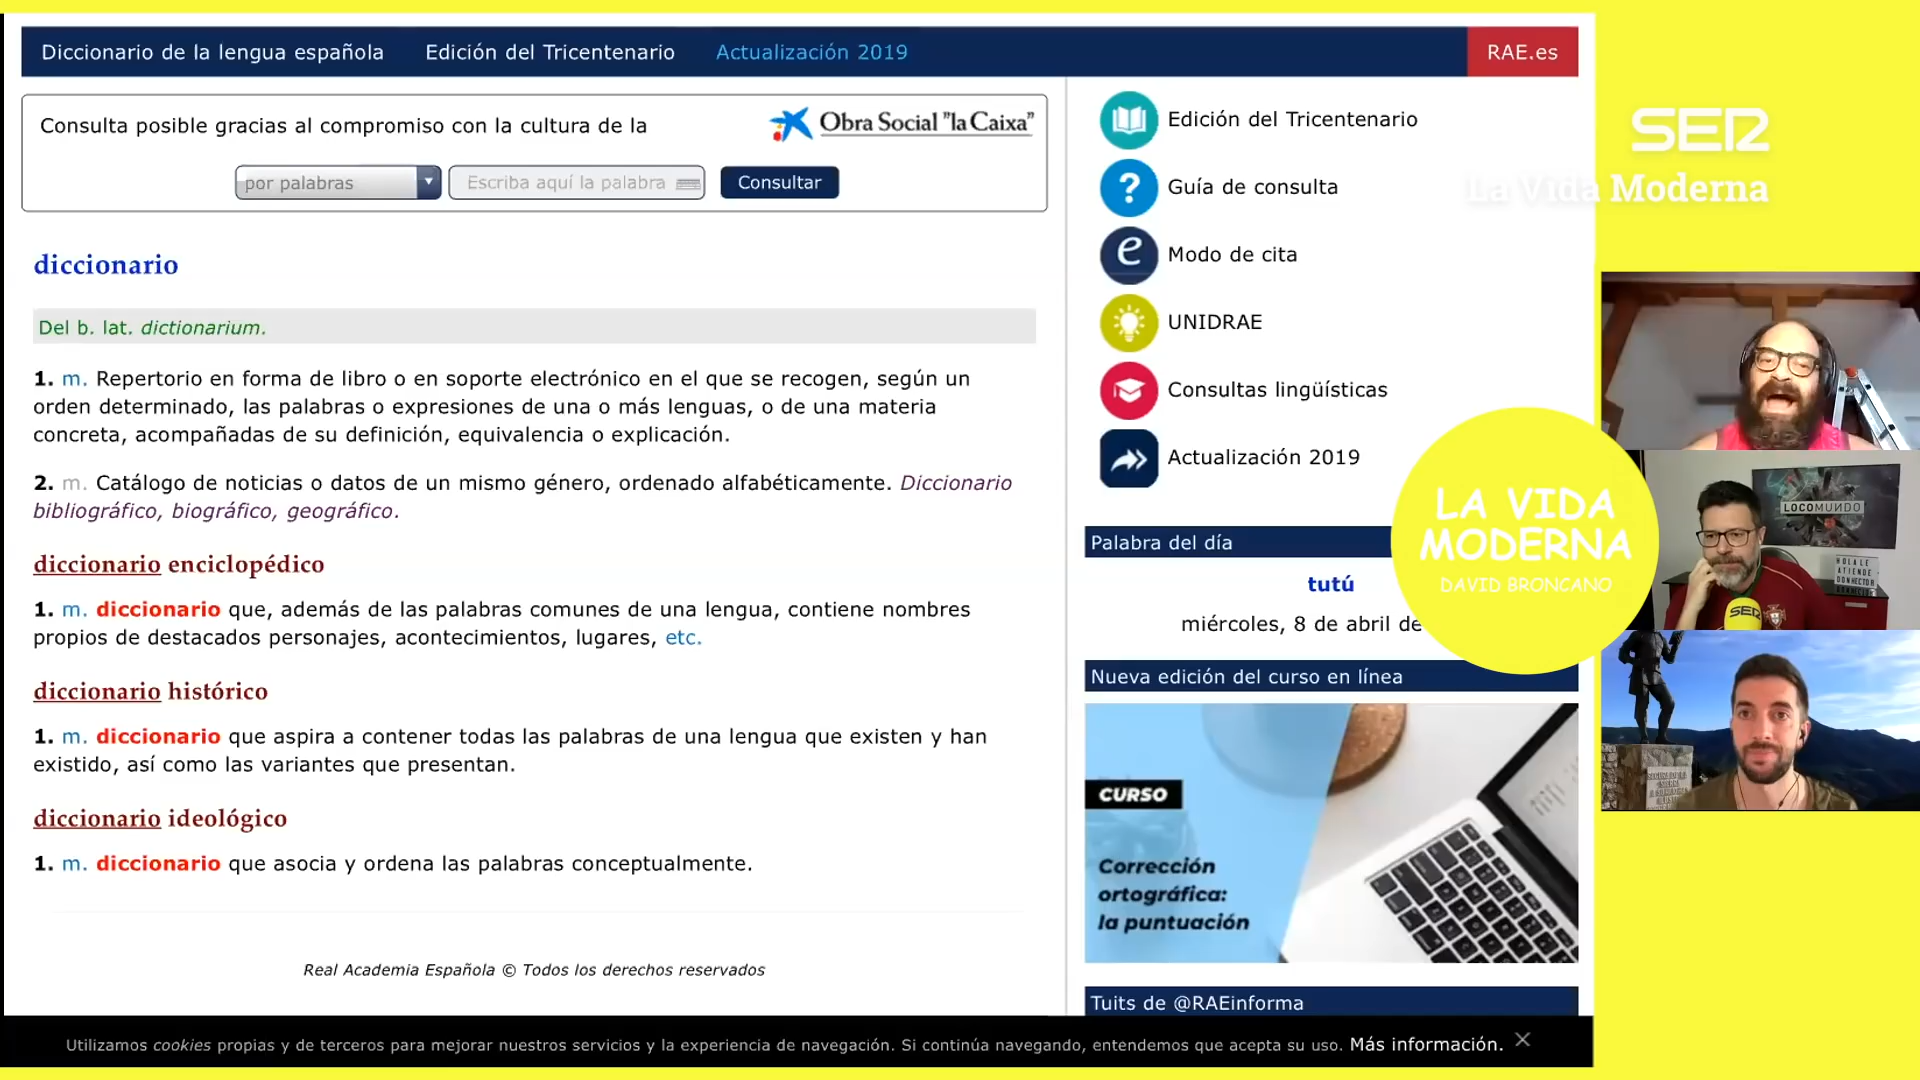 Diccionario de la lengua española Edición del Tricentenario Actualización 2019 RAE.es
Consulta posible gracias al compromiso con la cultura de la
Obra Social "la Caixa"
por palabras Escriba aquí la palabra Consultar
diccionario
Del b. lat. dictionarium.
1. m. Repertorio en forma de libro o en soporte electrónico en el que se recogen, según un
orden determinado, las palabras o expresiones de una o más lenguas, o de una materia
concreta, acompañadas de su definición, equivalencia o explicación.
2. m. Catálogo de noticias o datos de un mismo género, ordenado alfabéticamente. Diccionario
bibliográfico, biográfico, geográfico.
diccionario enciclopédico
1. m. diccionario que, además de las palabras comunes de una lengua, contiene nombres
propios de destacados personajes, acontecimientos, lugares, etc.
diccionario histórico
1. m. diccionario que aspira a contener todas las palabras de una lengua que existen y han
existido, así como las variantes que presentan.
diccionario ideológico
1. m. diccionario que asocia y ordena las palabras conceptualmente.
Real Academia Española © Todos los derechos reservados
Edición del Tricentenario
Guía de consulta
Modo de cita
UNIDRAE
Consultas lingüísticas
Actualización 2019
Palabra del día
tutú
miércoles, 8 de abril de
Nueva edición del curso en línea
CURSO
Corrección
ortográfica:
la puntuación
Tuits de @RAEinforma
Utilizamos cookies propias y de terceros para mejorar nuestros servicios y la experiencia de navegación. Si continúa navegando, entendemos que acepta su uso. Más información.
SER
La Vida Moderna
LA VIDA
MODERNA
DAVID BRONCANO
LOCOMUNDO
HOLA LE
ATIENDE
DON HECTOR
SER